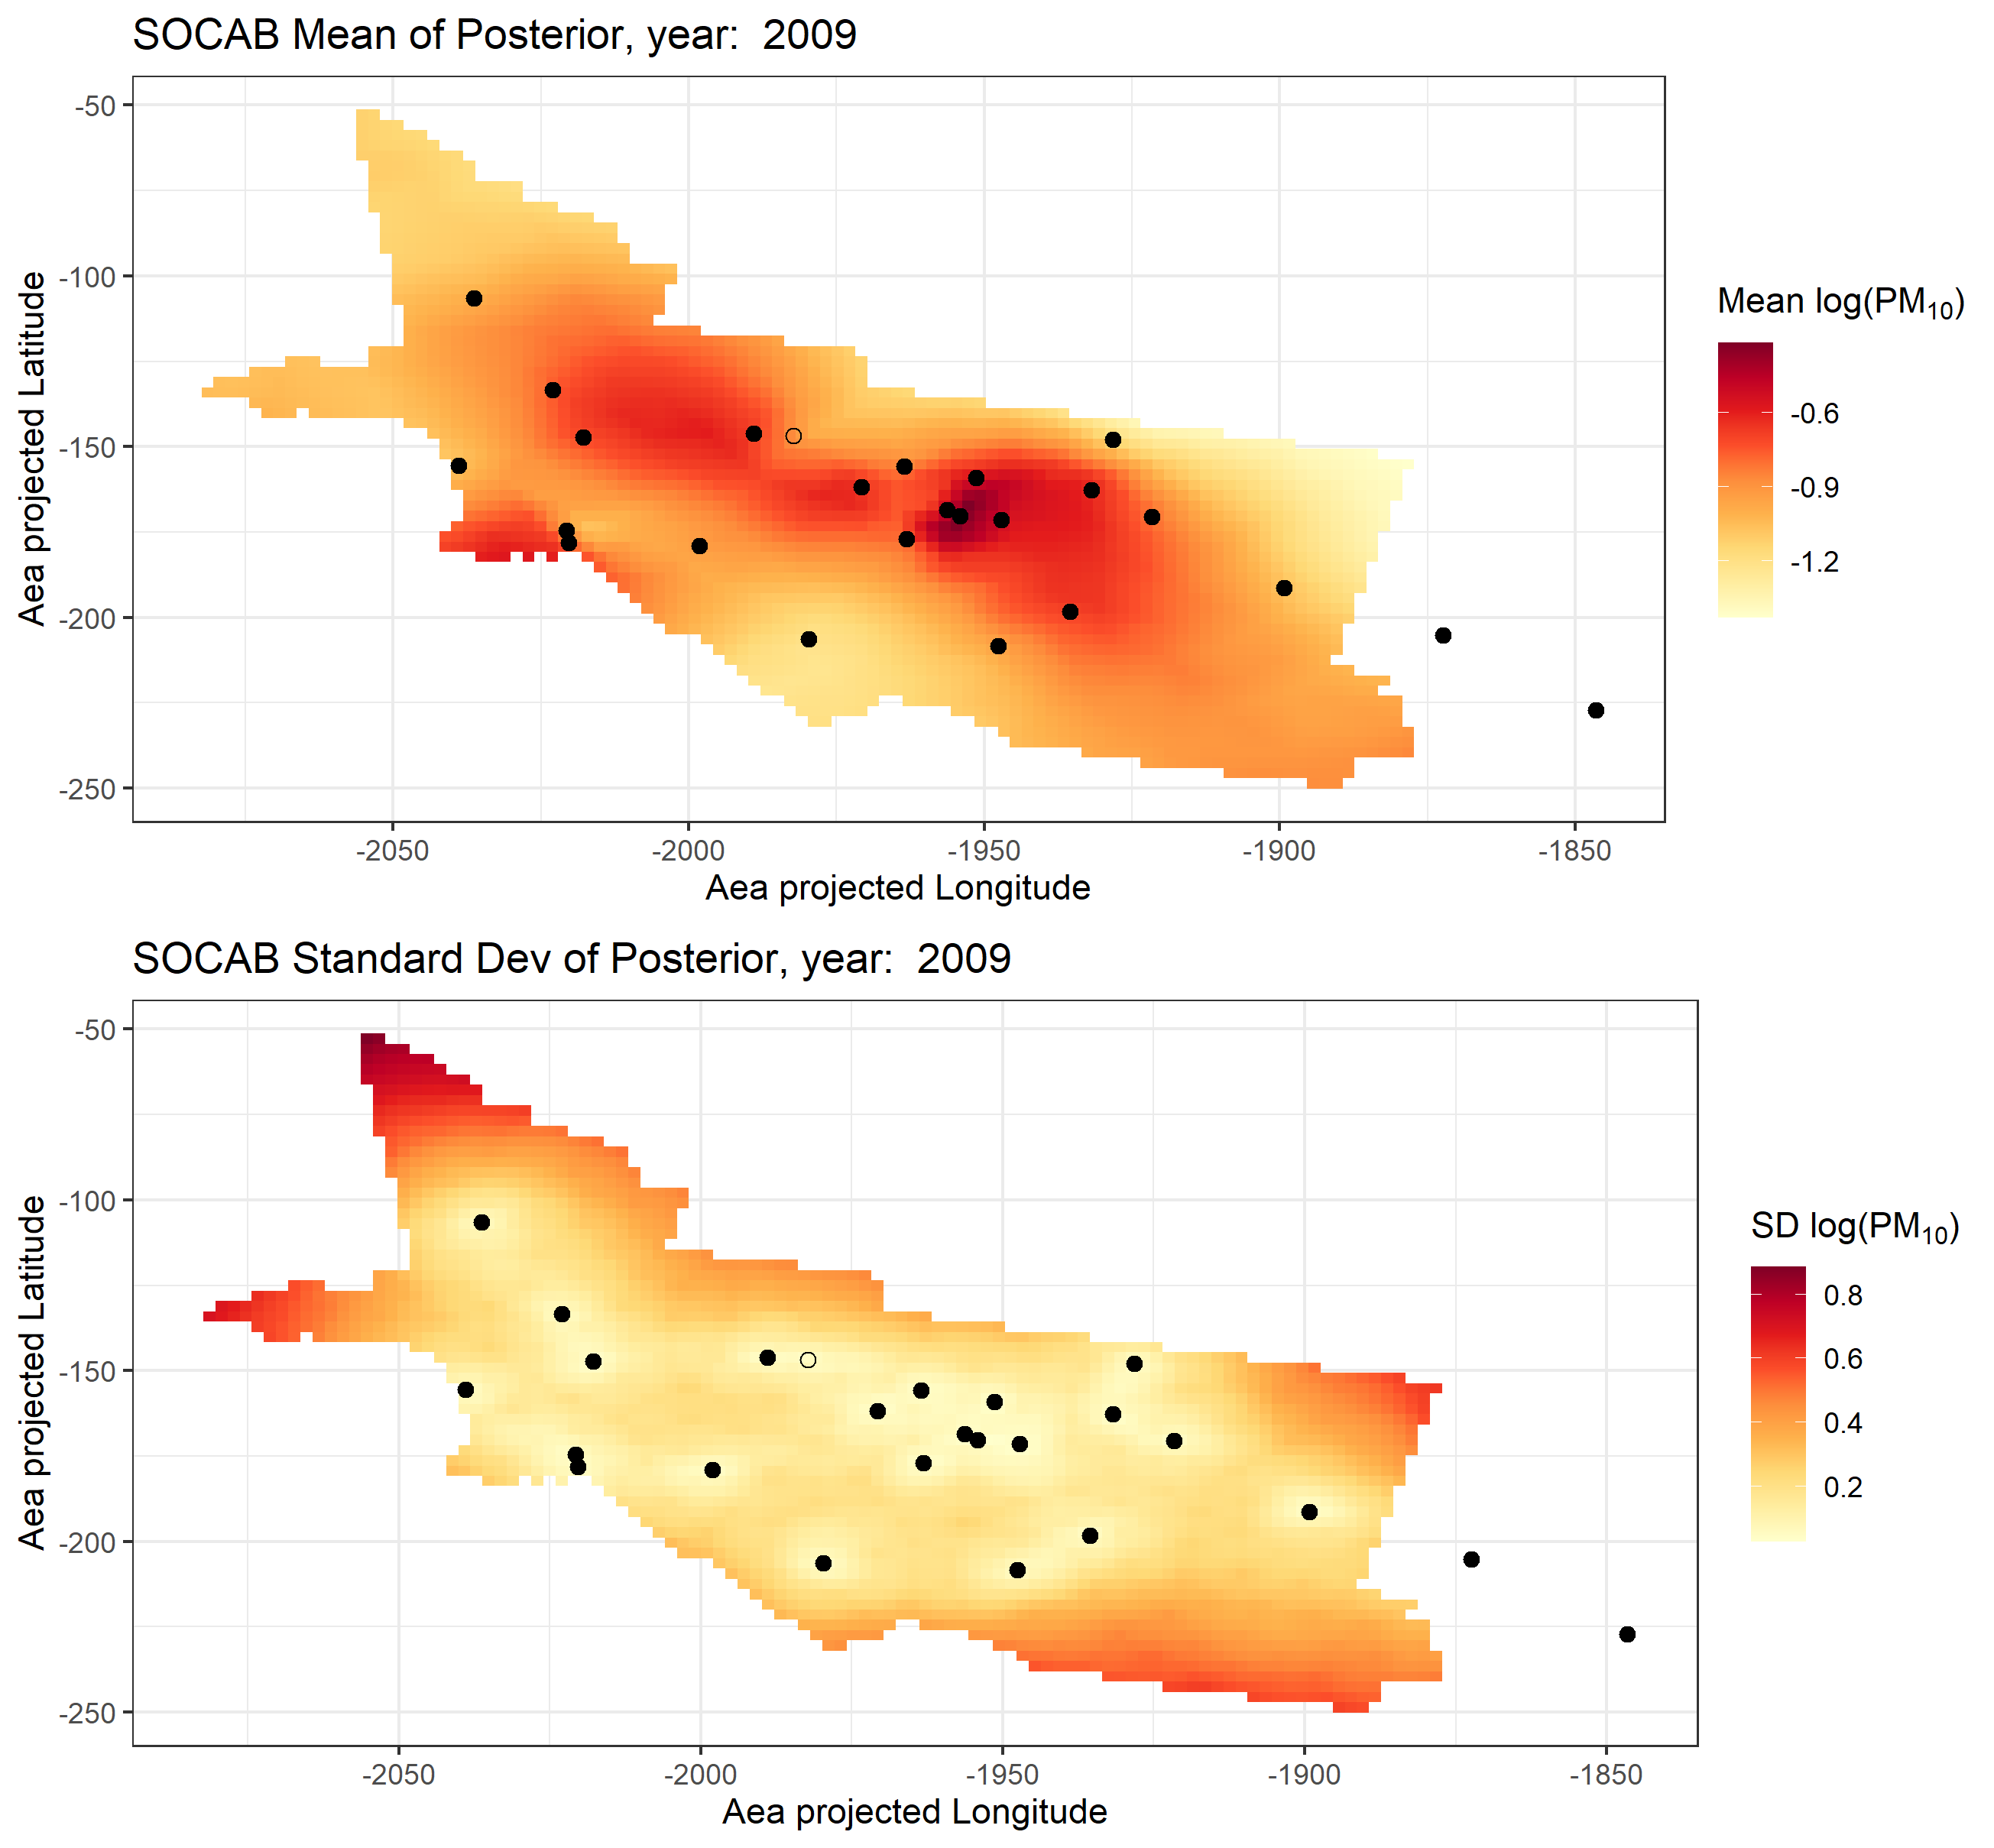 SOCAB Mean of Posterior, year:  2009
-50
-100
-150
-200
-250
Aea projected Latitude
-2050 -2000 -1950 -1900 -1850
Aea projected Longitude
Mean log(PM₁₀)
-0.6
-0.9
-1.2
SOCAB Standard Dev of Posterior, year:  2009
-50
-100
-150
-200
-250
Aea projected Latitude
-2050 -2000 -1950 -1900 -1850
Aea projected Longitude
SD log(PM₁₀)
0.8
0.6
0.4
0.2